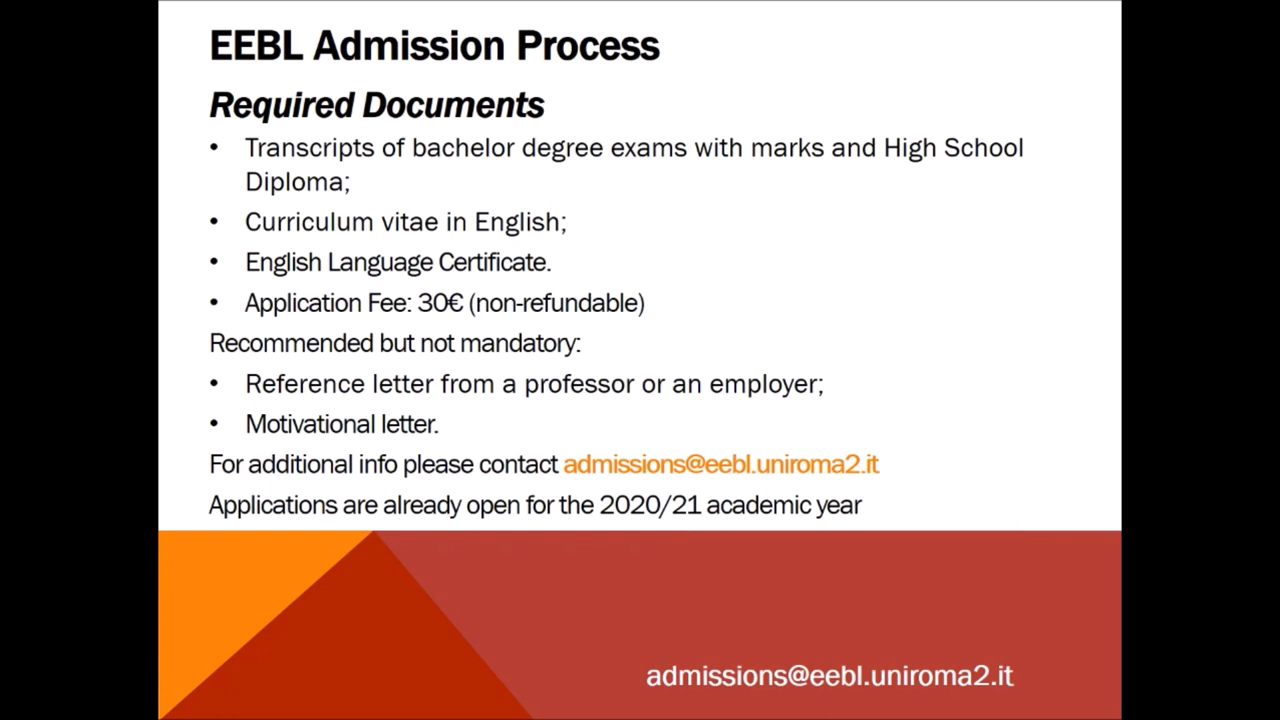 EEBL Admission Process
Required Documents
• Transcripts of bachelor degree exams with marks and High School
Diploma;
• Curriculum vitae in English;
• English Language Certificate.
• Application Fee: 30€ (non-refundable)
Recommended but not mandatory:
• Reference letter from a professor or an employer;
• Motivational letter.
For additional info please contact admissions@eebl.uniroma2.it
Applications are already open for the 2020/21 academic year
admissions@eebl.uniroma2.it